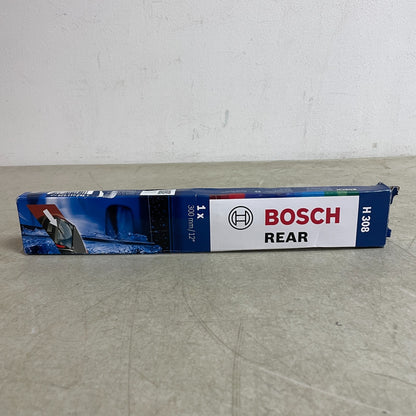 1 x
300 mm / 12"
BOSCH
REAR
H 308